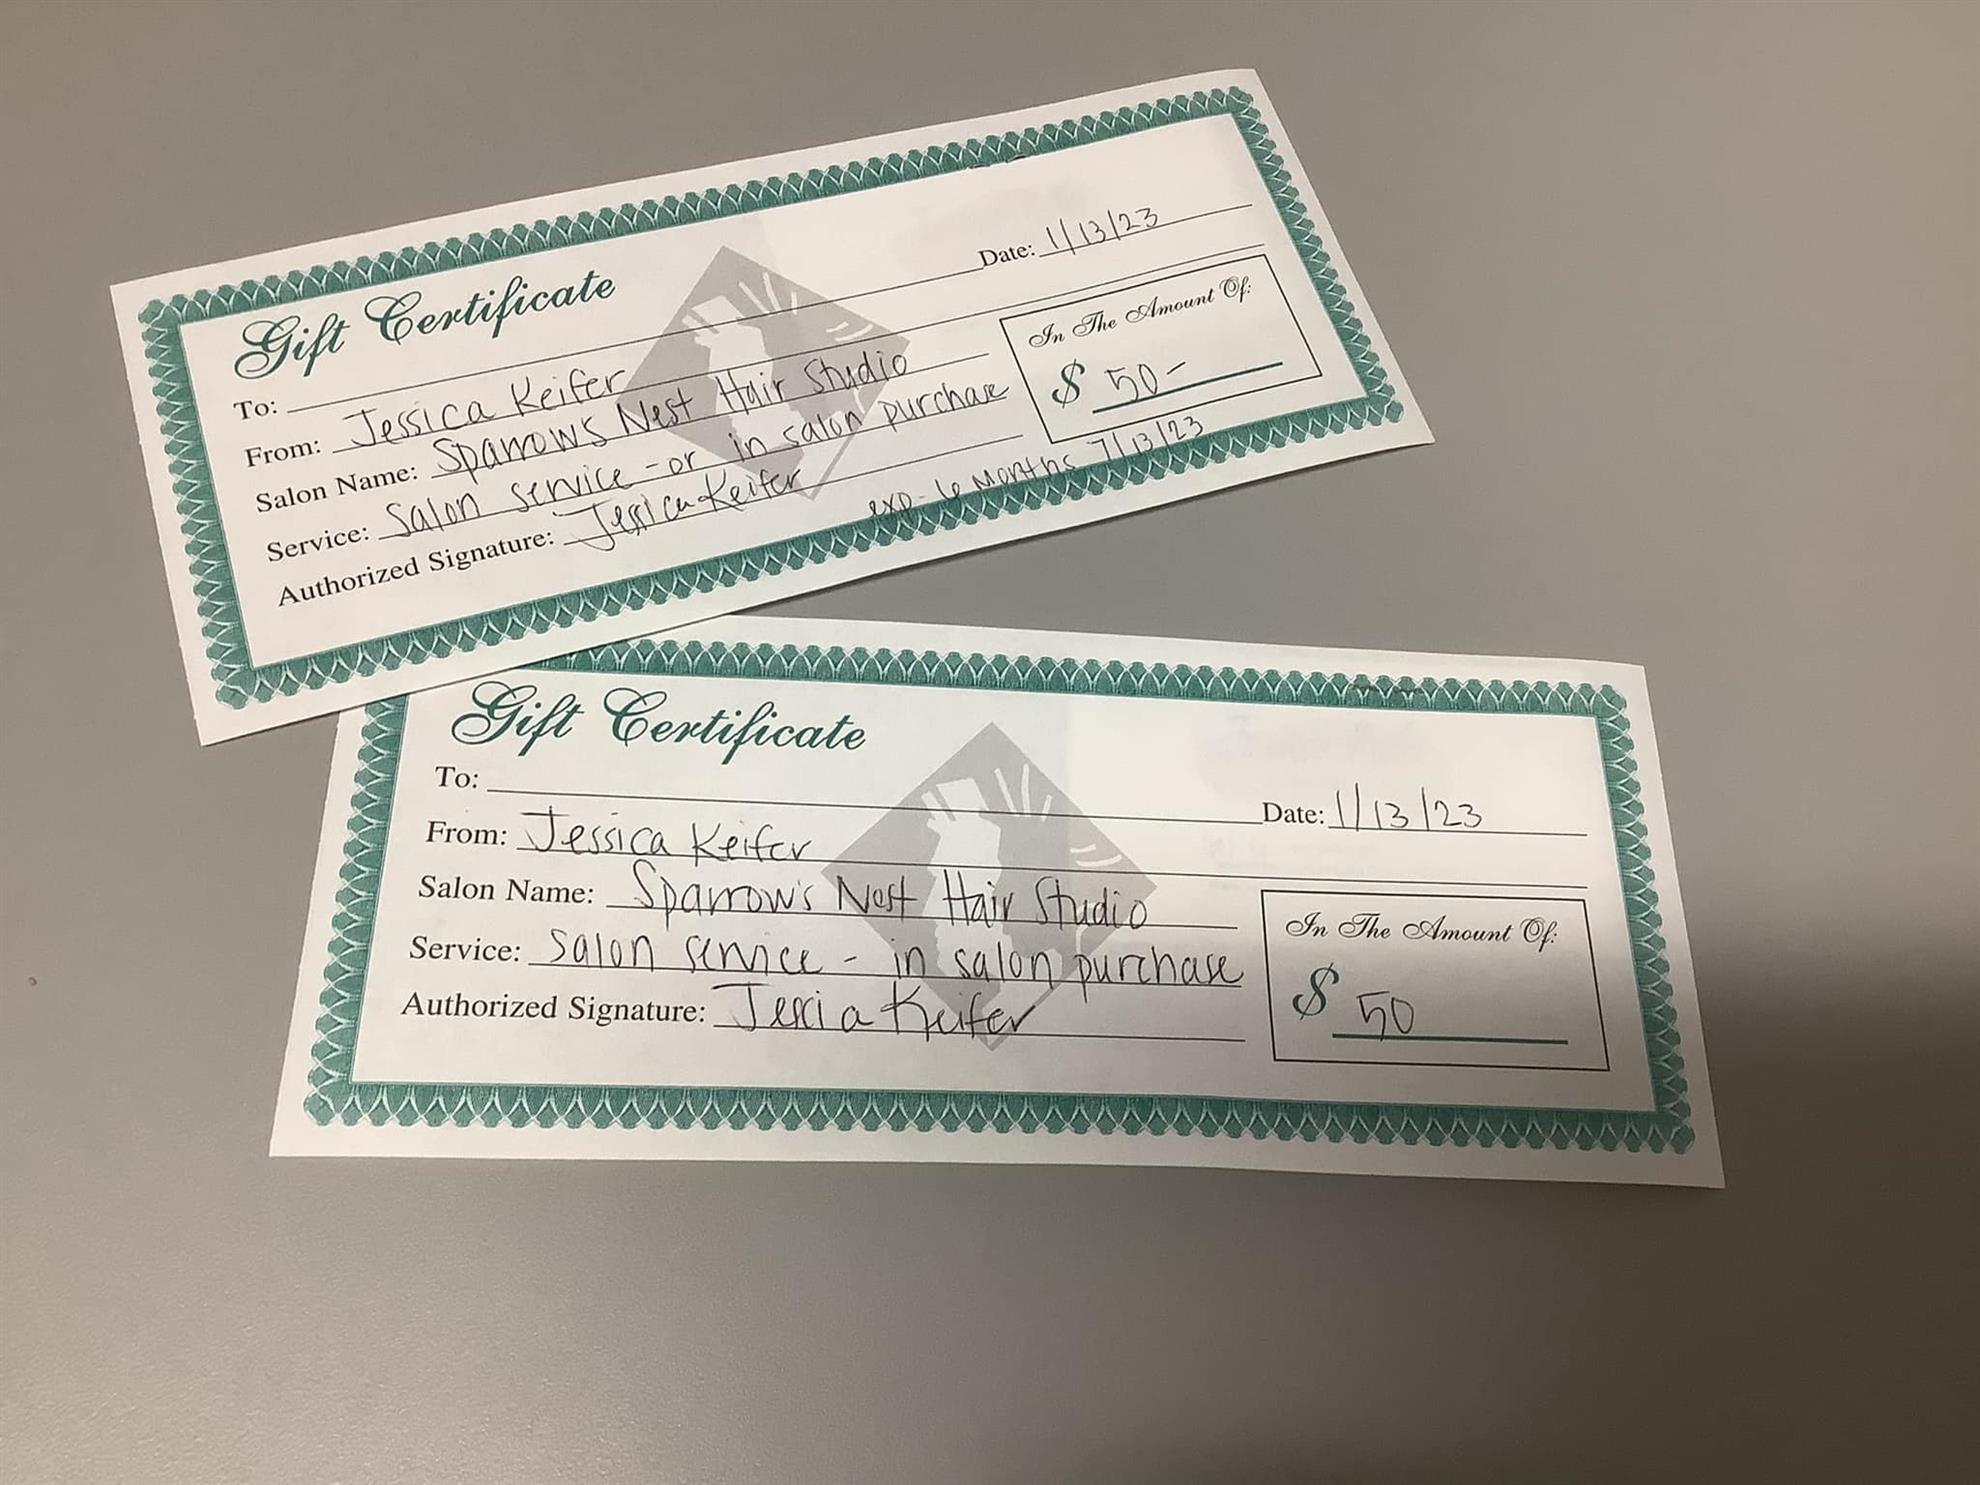 Gift Certificate
To:
Date: 1/13/23
From: Jessica Keifer
Salon Name: Sparrow's Nest Hair Studio
Service: Salon service - or in salon purchase
Authorized Signature: Jessica Keifer
In The Amount Of:
$ 50-
exp- 6 months 7/13/23
Gift Certificate
To:
Date: 1/13/23
From: Jessica Keifer
Salon Name: Sparrow's Nest Hair Studio
Service: Salon service - in salon purchase
Authorized Signature: Jessica Keifer
In The Amount Of:
$ 50